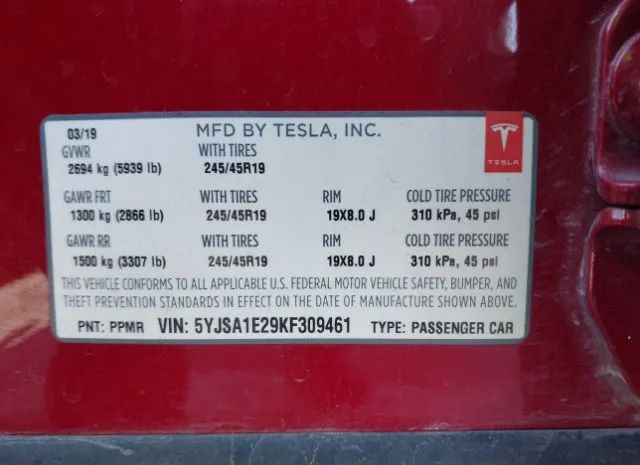 03/19 MFD BY TESLA, INC.
GVWR WITH TIRES
2694 kg (5939 lb) 245/45R19
TESLA
GAWR FRT WITH TIRES RIM COLD TIRE PRESSURE
1300 kg (2866 lb) 245/45R19 19X8.0 J 310 kPa, 45 psi
GAWR RR WITH TIRES RIM COLD TIRE PRESSURE
1500 kg (3307 lb) 245/45R19 19X8.0 J 310 kPa, 45 psi
THIS VEHICLE CONFORMS TO ALL APPLICABLE U.S. FEDERAL MOTOR VEHICLE SAFETY, BUMPER, AND
THEFT PREVENTION STANDARDS IN EFFECT ON THE DATE OF MANUFACTURE SHOWN ABOVE.
PNT: PPMR VIN: 5YJSA1E29KF309461 TYPE: PASSENGER CAR